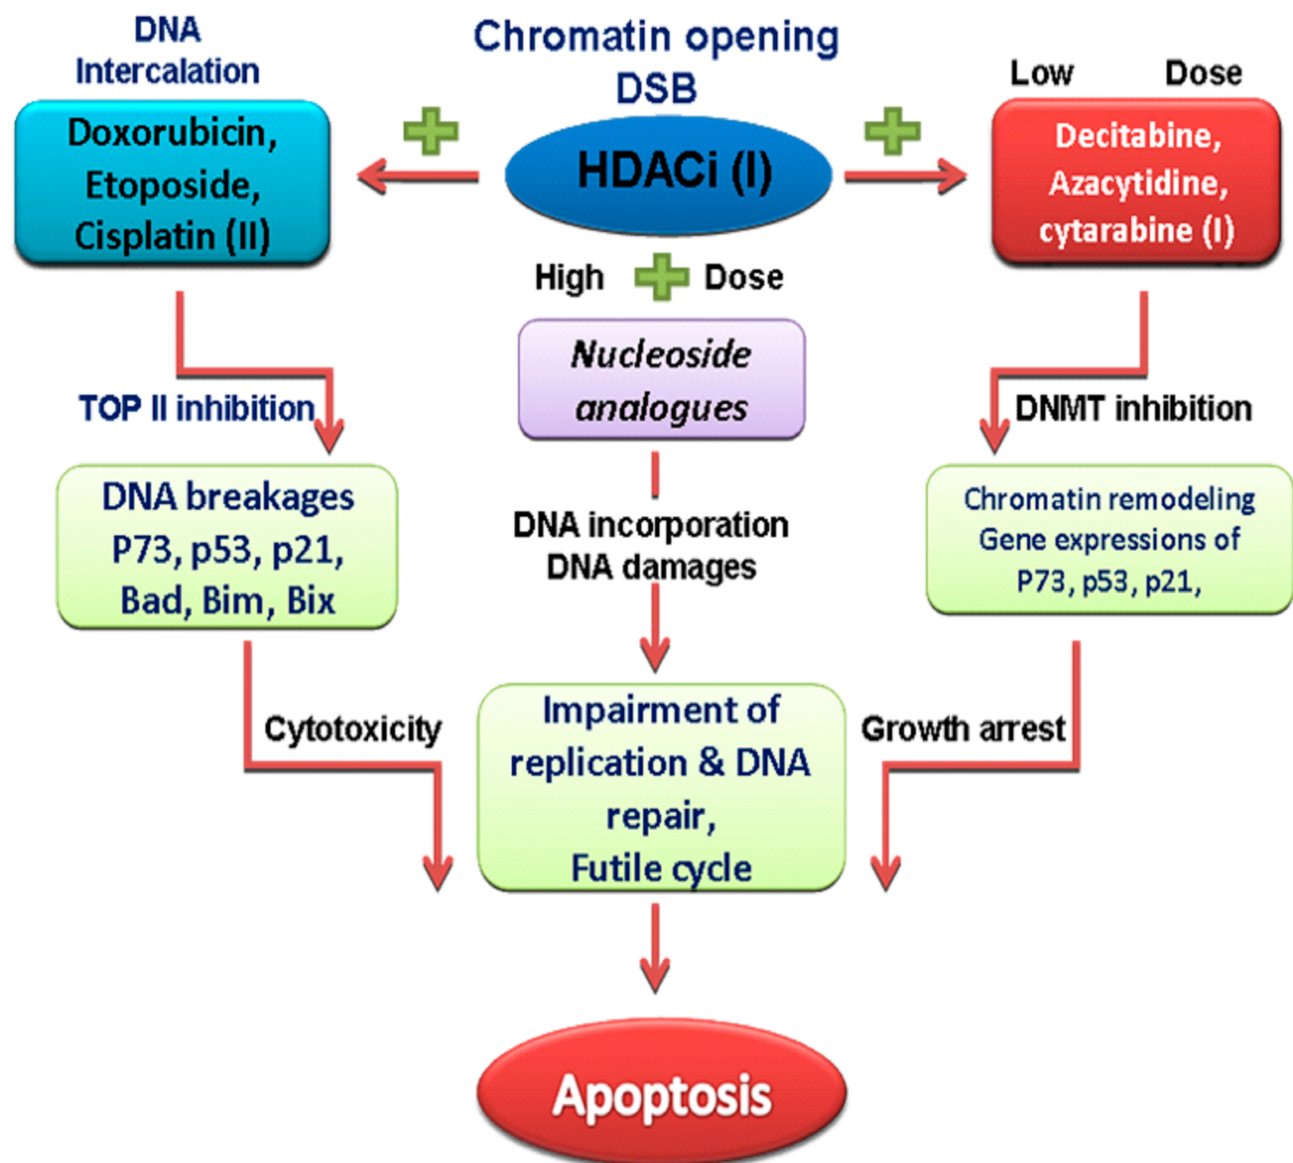 DNA
Intercalation
Doxorubicin,
Etoposide,
Cisplatin (II)
Chromatin opening
DSB
HDACi (I)
Low Dose
Decitabine,
Azacytidine,
cytarabine (I)
High Dose
Nucleoside
analogues
TOP II inhibition
DNMT inhibition
DNA breakages
P73, p53, p21,
Bad, Bim, Bix
DNA incorporation
DNA damages
Chromatin remodeling
Gene expressions of
P73, p53, p21,
Cytotoxicity
Impairment of
replication & DNA
repair,
Futile cycle
Growth arrest
Apoptosis